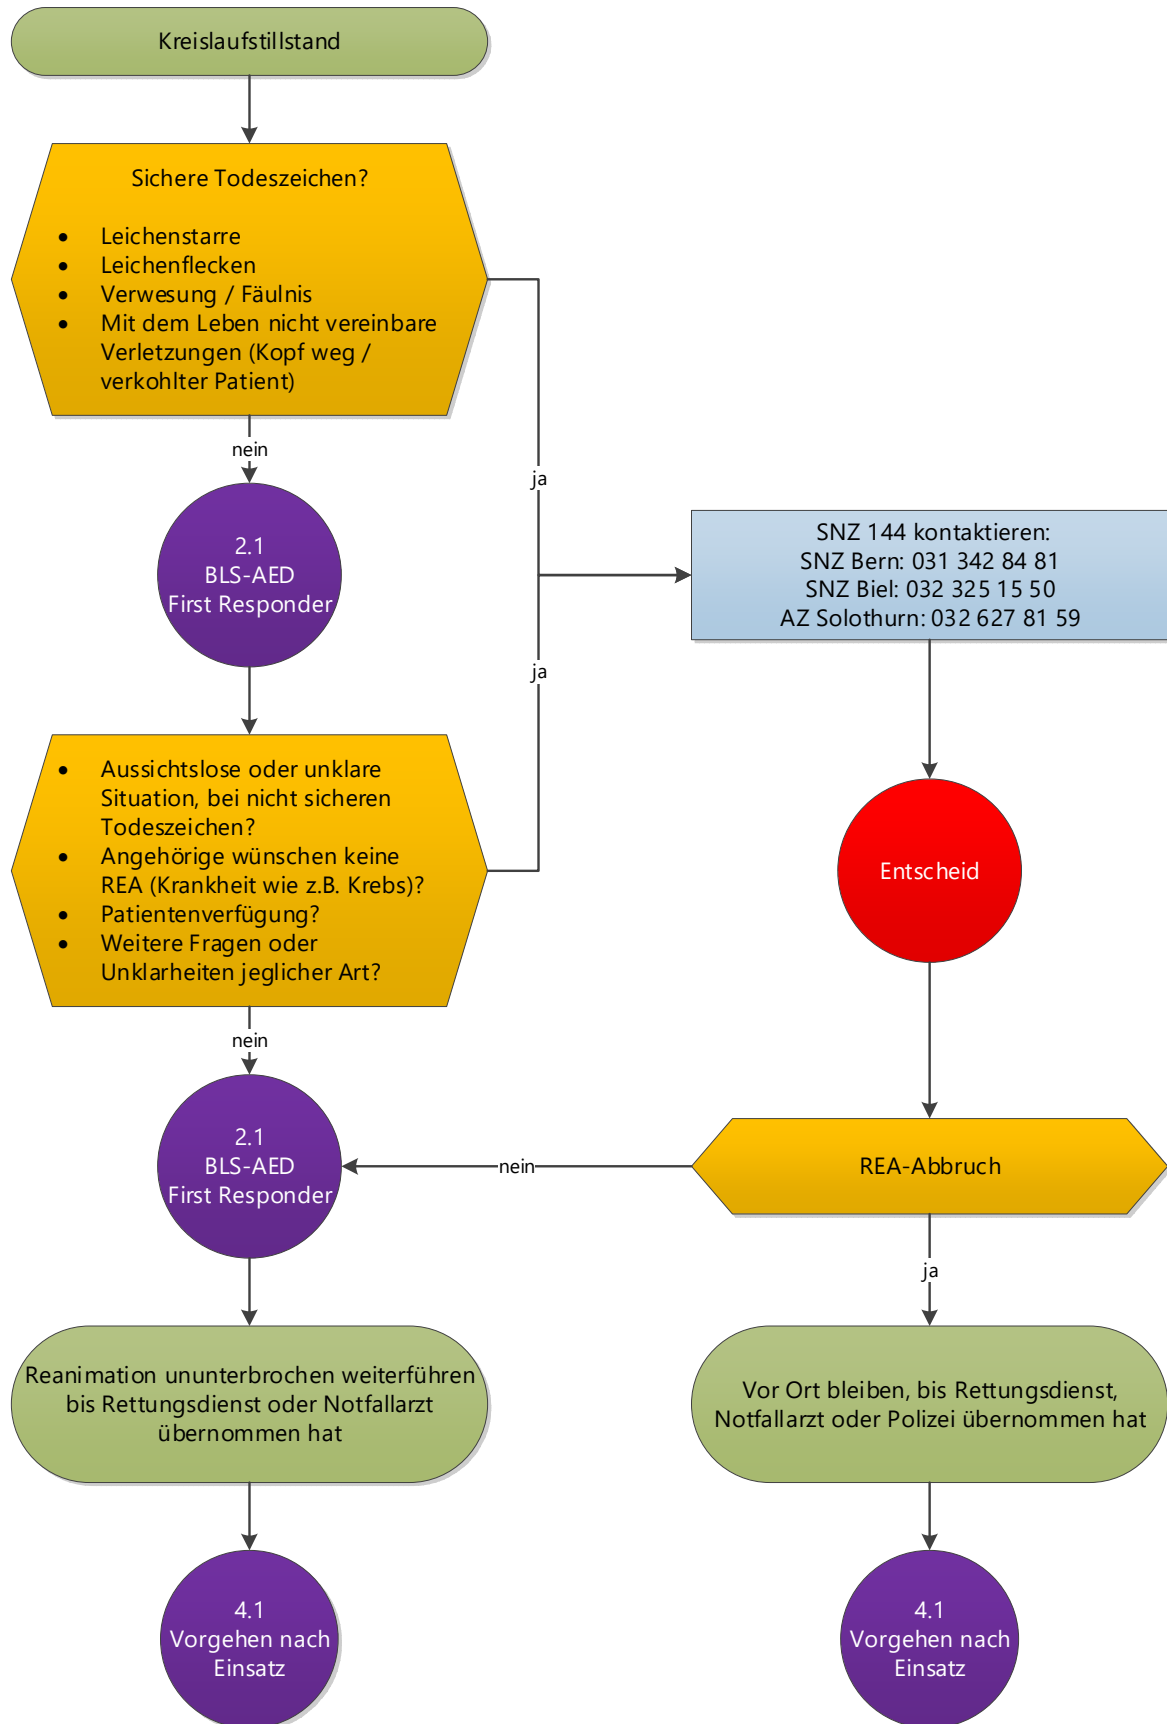 Kreislaufstillstand
Sichere Todeszeichen?
• Leichenstarre
• Leichenflecken
• Verwesung / Fäulnis
• Mit dem Leben nicht vereinbare
Verletzungen (Kopf weg /
verkohlter Patient)
nein
ja
2.1
BLS-AED
First Responder
SNZ 144 kontaktieren:
SNZ Bern: 031 342 84 81
SNZ Biel: 032 325 15 50
AZ Solothurn: 032 627 81 59
ja
• Aussichtslose oder unklare
Situation, bei nicht sicheren
Todeszeichen?
• Angehörige wünschen keine
REA (Krankheit wie z.B. Krebs)?
• Patientenverfügung?
• Weitere Fragen oder
Unklarheiten jeglicher Art?
Entscheid
nein
2.1
BLS-AED
First Responder
nein
REA-Abbruch
ja
Reanimation ununterbrochen weiterführen
bis Rettungsdienst oder Notfallarzt
übernommen hat
Vor Ort bleiben, bis Rettungsdienst,
Notfallarzt oder Polizei übernommen hat
4.1
Vorgehen nach
Einsatz
4.1
Vorgehen nach
Einsatz